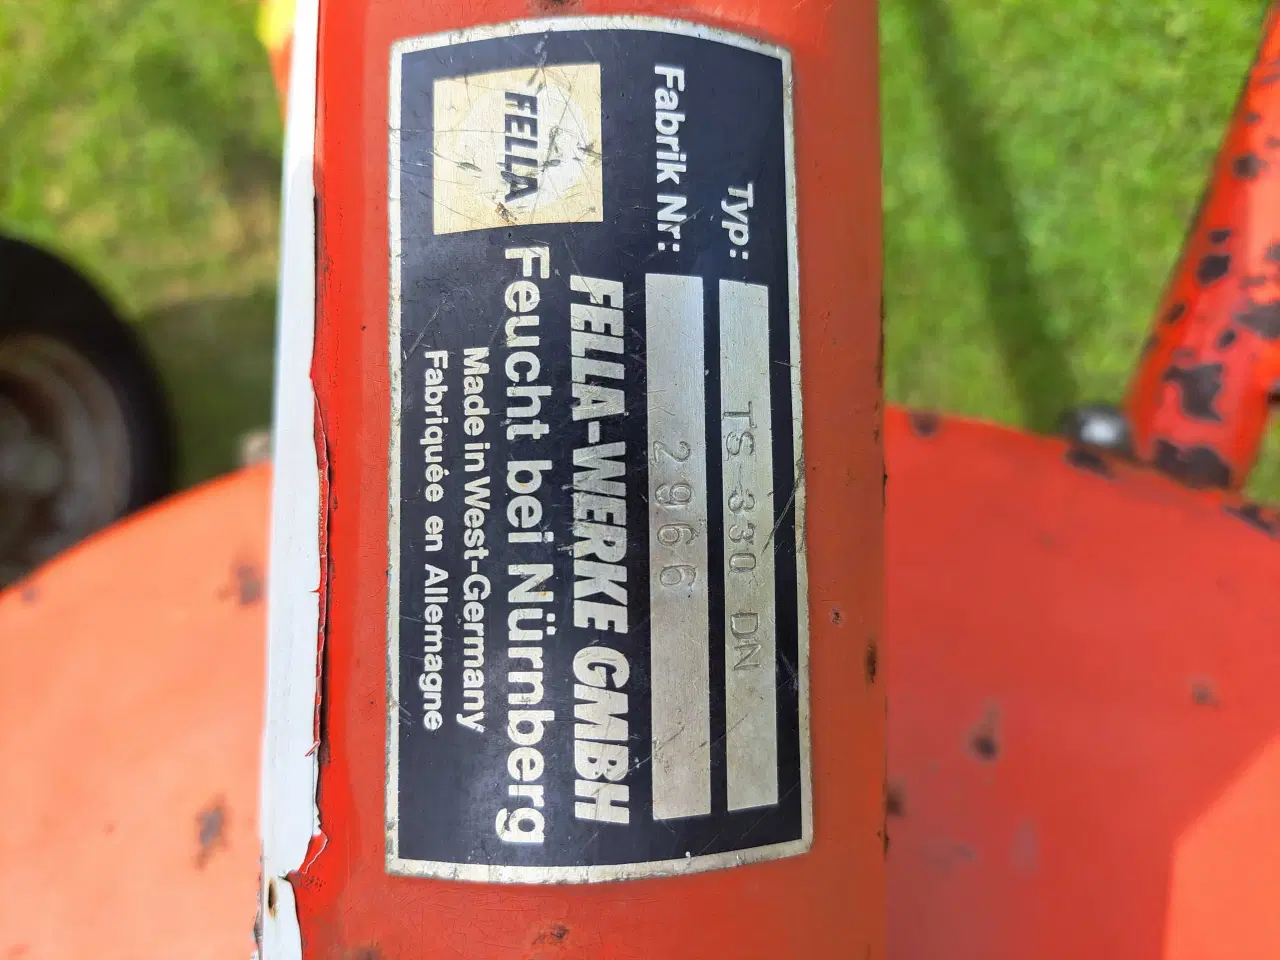 Typ: TS 330 DN
Fabrik Nr: 2966
FELLA
FELLA-WERKE GMBH
Feucht bei Nürnberg
Made in West-Germany
Fabriquée en Allemagne